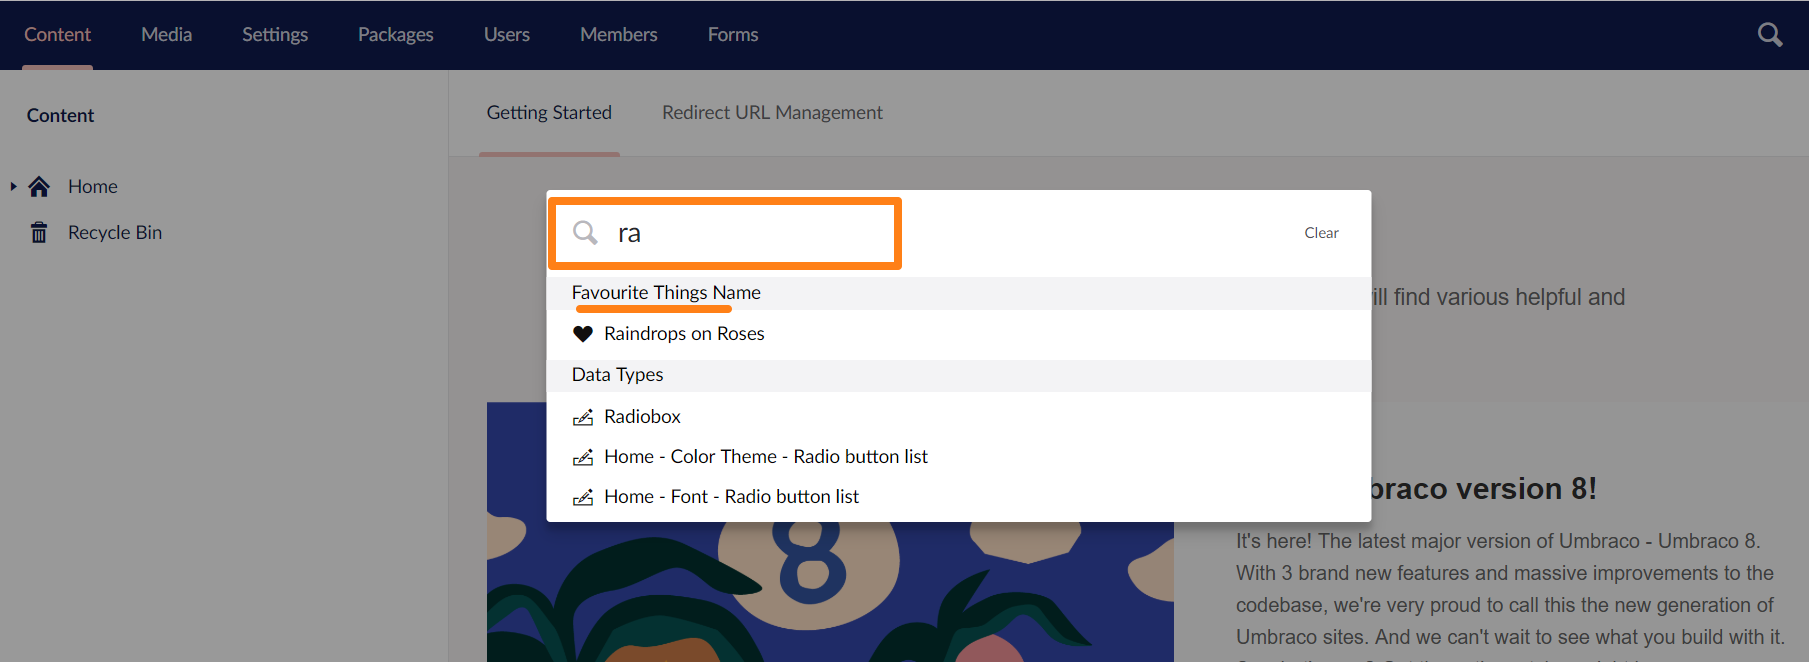 Content Media Settings Packages Users Members Forms
Content
Home
Recycle Bin
Getting Started Redirect URL Management
ra
Clear
Favourite Things Name
Raindrops on Roses
Data Types
Radiobox
Home - Color Theme - Radio button list
Home - Font - Radio button list
find various helpful and
version 8!
8
It's here! The latest major version of Umbraco - Umbraco 8.
With 3 brand new features and massive improvements to the
codebase, we're very proud to call this the new generation of
Umbraco sites. And we can't wait to see what you build with it.